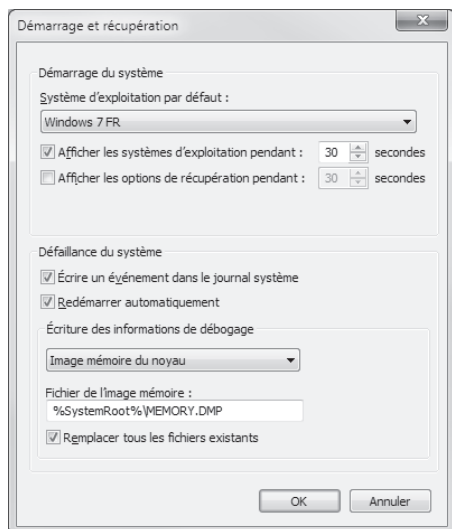 Démarrage et récupération
Démarrage du système
Système d'exploitation par défaut :
Windows 7 FR
Afficher les systèmes d'exploitation pendant : 30 secondes
Afficher les options de récupération pendant : 30 secondes
Défaillance du système
Écrire un événement dans le journal système
Redémarrer automatiquement
Écriture des informations de débogage
Image mémoire du noyau
Fichier de l'image mémoire :
%SystemRoot%\MEMORY.DMP
Remplacer tous les fichiers existants
OK Annuler